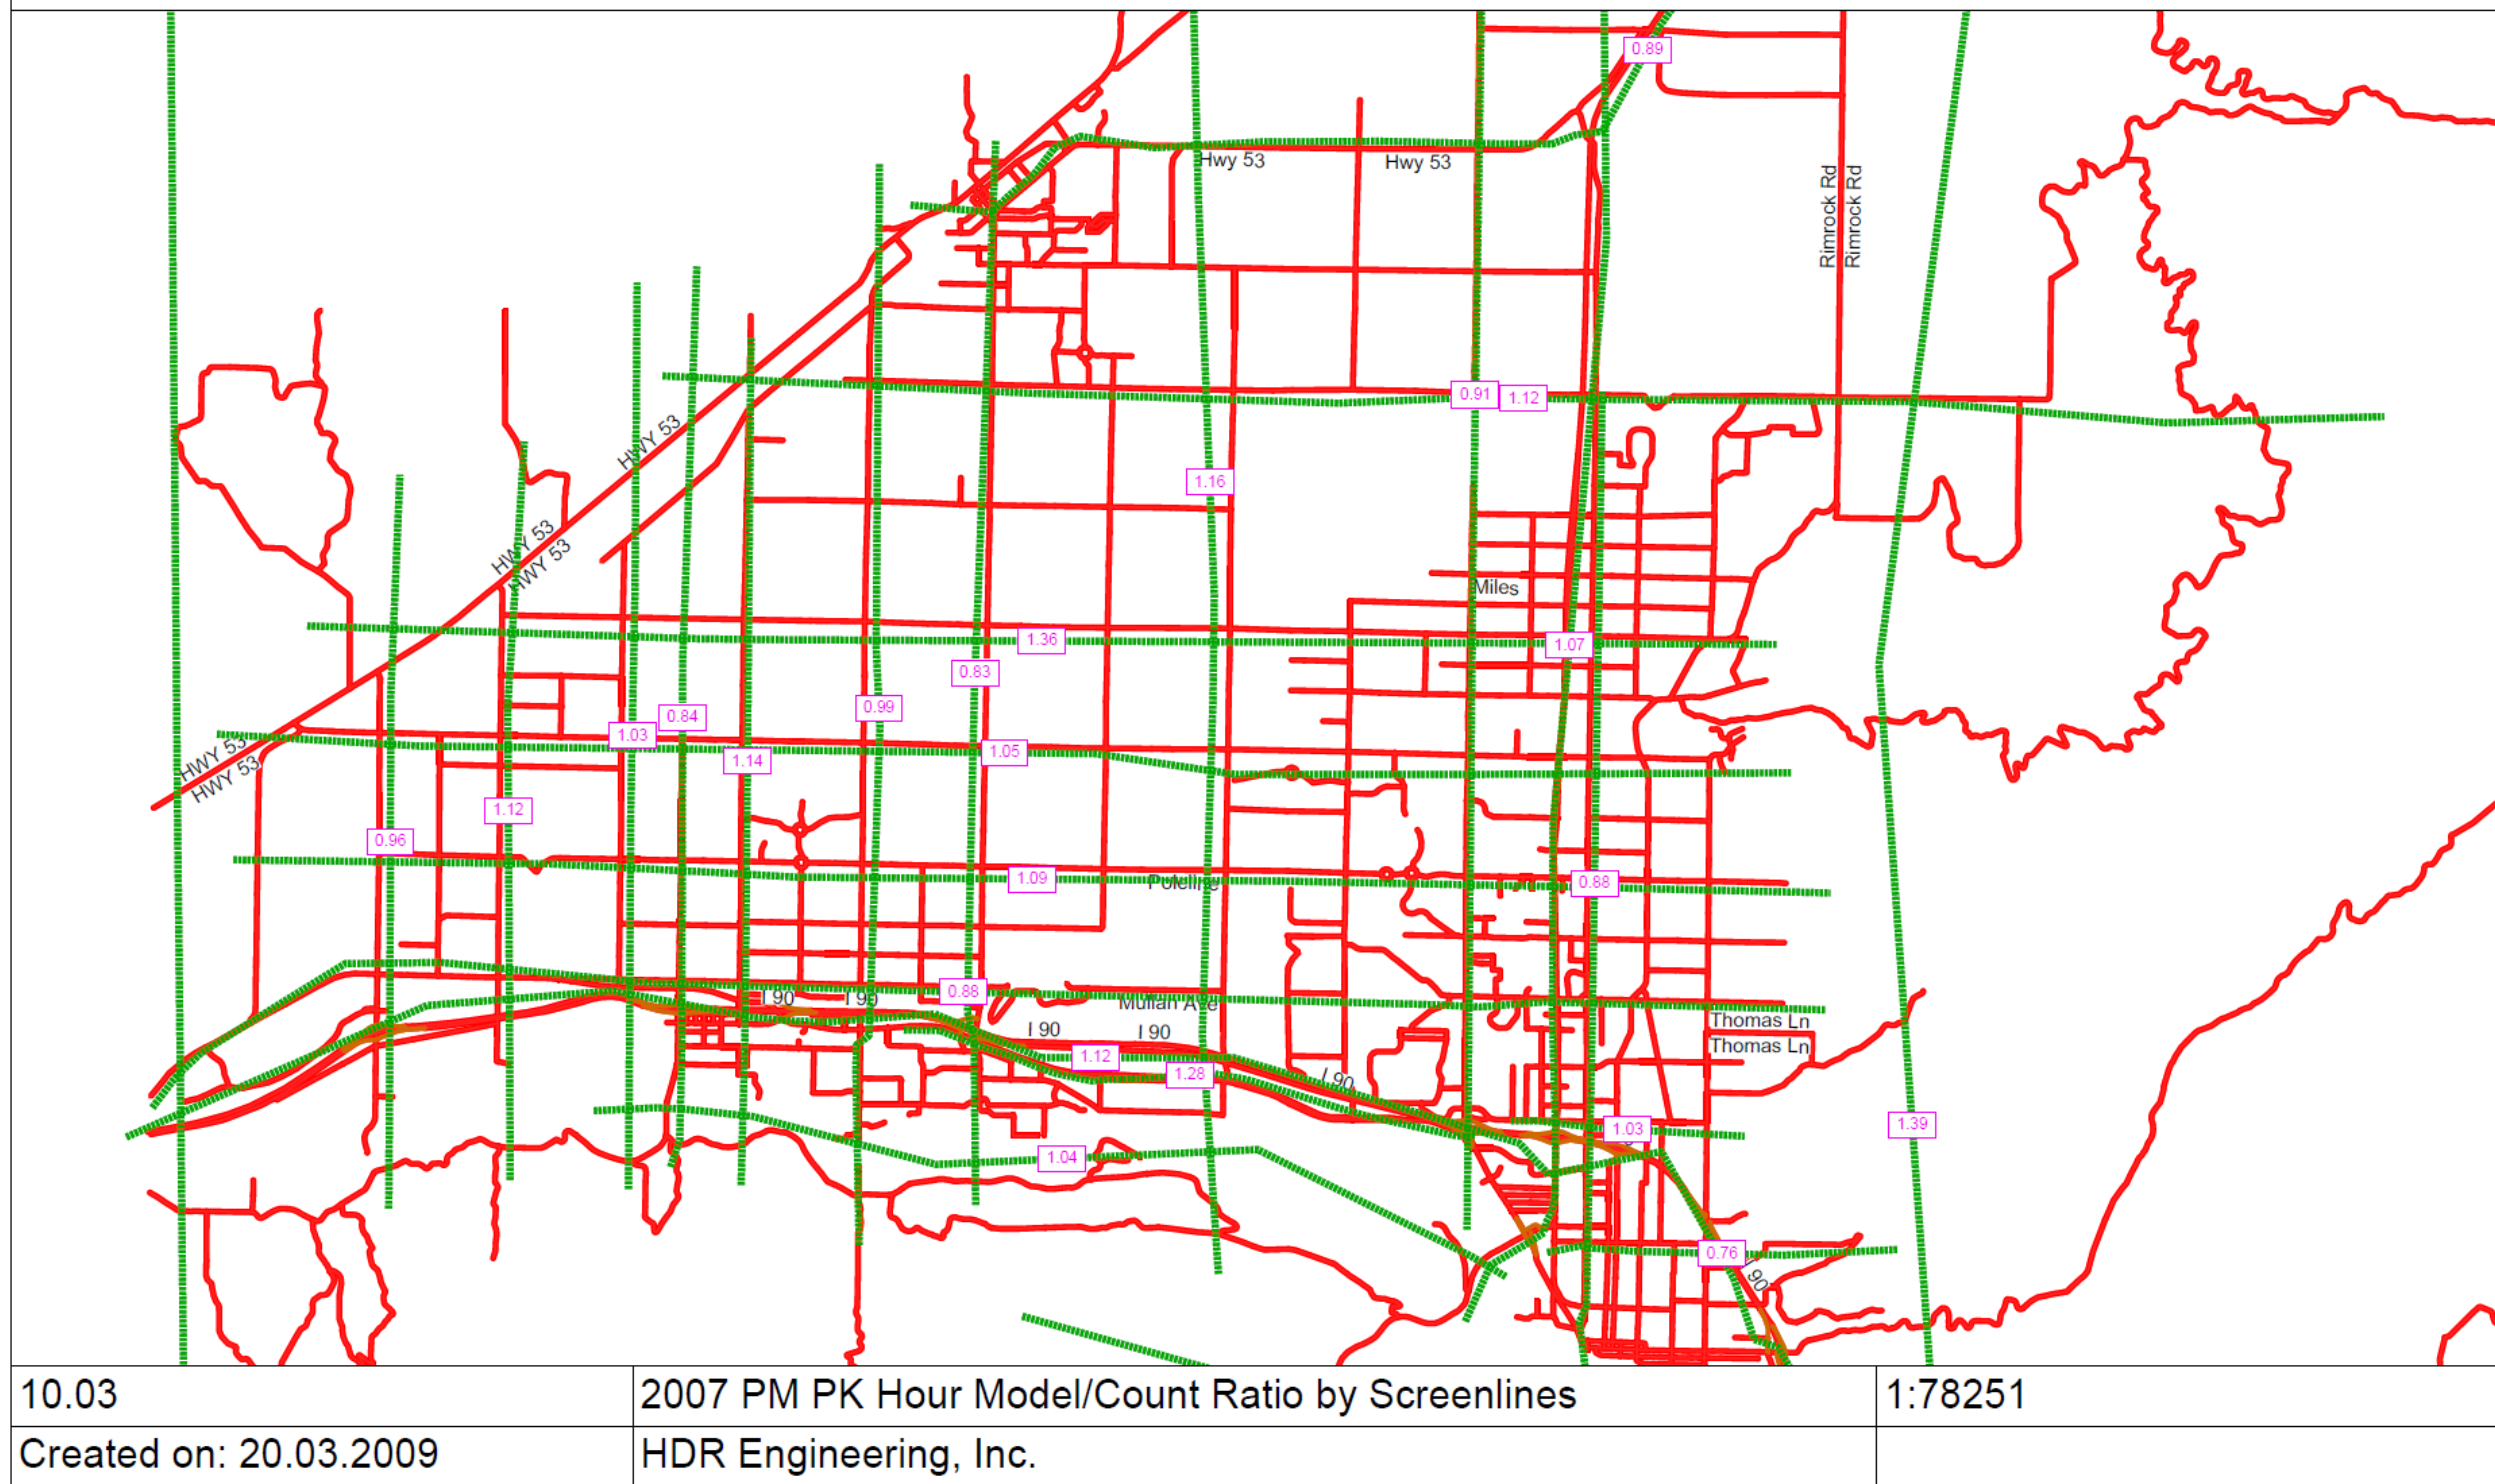 0.89
Hwy 53
Hwy 53
Rimrock Rd
Rimrock Rd
0.91
1.12
HWY 53
1.16
HWY 53
HWY 53
Miles
1.36
1.07
0.83
0.99
0.84
1.03
1.05
1.14
HWY 53
HWY 53
1.12
0.96
1.09
Poleline
0.88
0.88
I 90
I 90
Mullan Ave
I 90
I 90
Thomas Ln
Thomas Ln
1.12
1.28
I 90
1.39
1.03
1.04
0.76
I 90
10.03
2007 PM PK Hour Model/Count Ratio by Screenlines
1:78251
Created on: 20.03.2009
HDR Engineering, Inc.